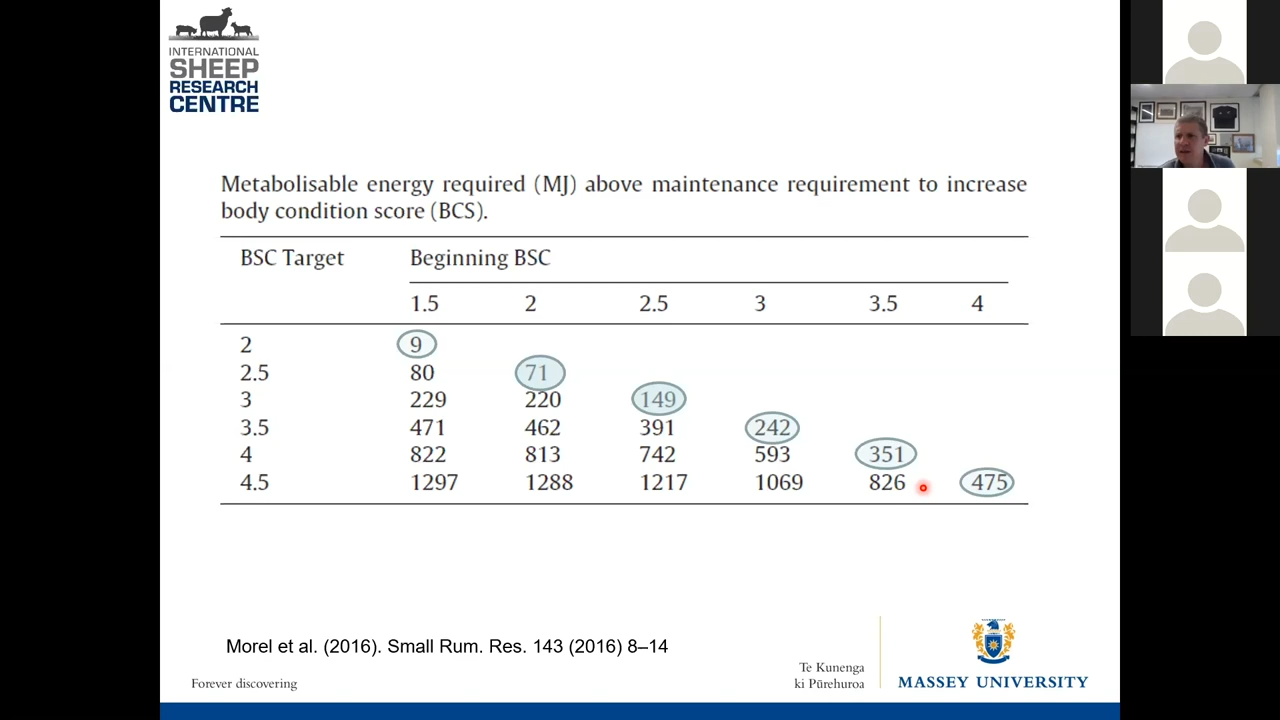 INTERNATIONAL
SHEEP
RESEARCH
CENTRE
Metabolisable energy required (MJ) above maintenance requirement to increase
body condition score (BCS).
BSC Target Beginning BSC
1.5 2 2.5 3 3.5 4
2 9
2.5 80 71
3 229 220 149
3.5 471 462 391 242
4 822 813 742 593 351
4.5 1297 1288 1217 1069 826 475
Morel et al. (2016). Small Rum. Res. 143 (2016) 8–14
Forever discovering
Te Kunenga
ki Pūrehuroa
MASSEY UNIVERSITY